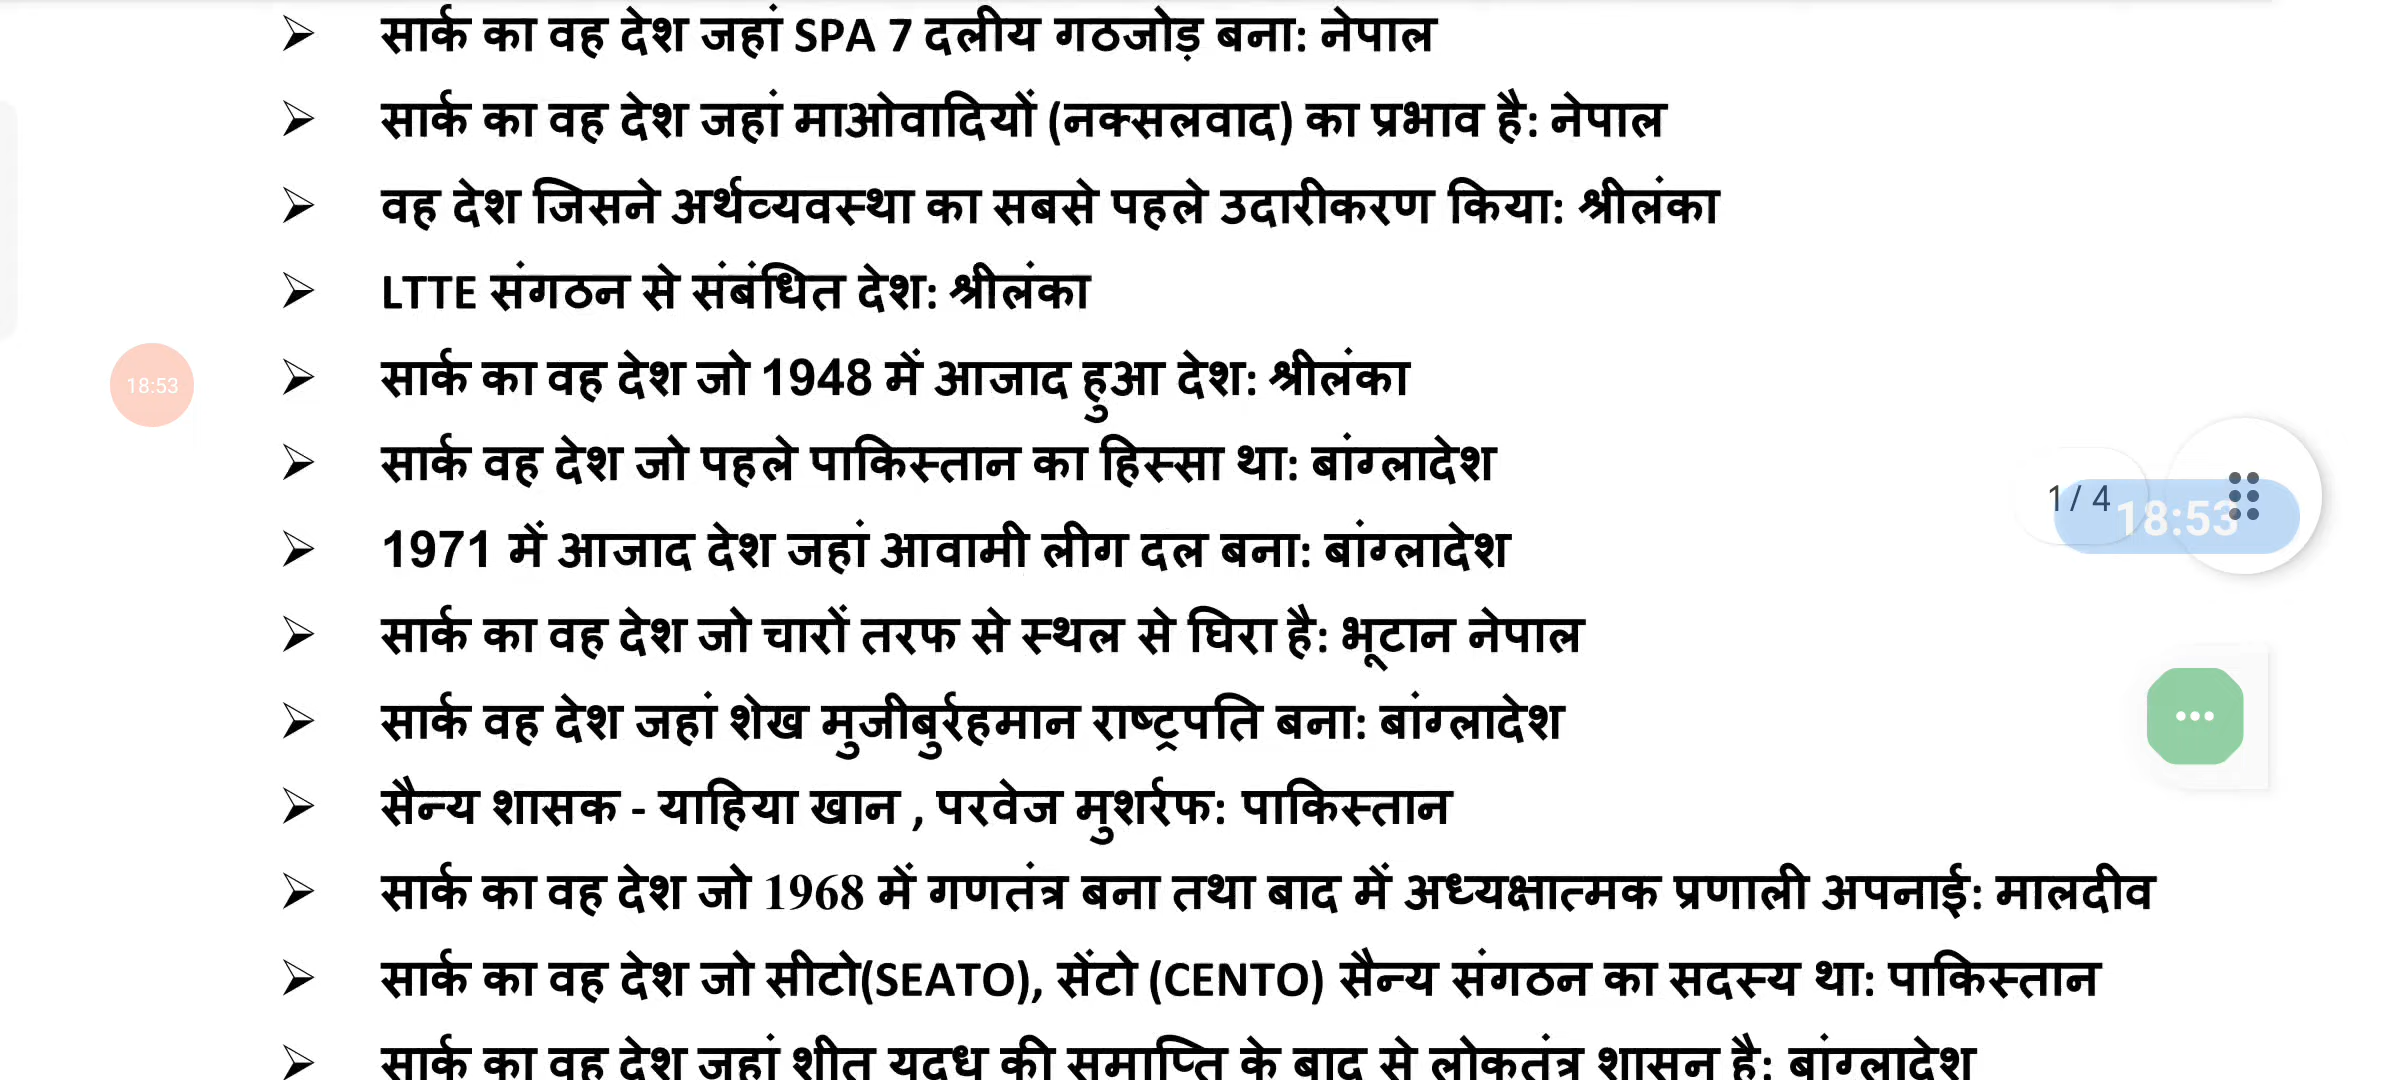 ➢ सार्क का वह देश जहां SPA 7 दलीय गठजोड़ बना: नेपाल
➢ सार्क का वह देश जहां माओवादियों (नक्सलवाद) का प्रभाव है: नेपाल
➢ वह देश जिसने अर्थव्यवस्था का सबसे पहले उदारीकरण किया: श्रीलंका
➢ LTTE संगठन से संबंधित देश: श्रीलंका
18:53
➢ सार्क का वह देश जो 1948 में आजाद हुआ देश: श्रीलंका
➢ सार्क वह देश जो पहले पाकिस्तान का हिस्सा था: बांग्लादेश
1 / 4
18:53
➢ 1971 में आजाद देश जहां आवामी लीग दल बना: बांग्लादेश
➢ सार्क का वह देश जो चारों तरफ से स्थल से घिरा है: भूटान नेपाल
➢ सार्क वह देश जहां शेख मुजीबुर्रहमान राष्ट्रपति बना: बांग्लादेश
➢ सैन्य शासक - याहिया खान , परवेज मुशर्रफ: पाकिस्तान
➢ सार्क का वह देश जो 1968 में गणतंत्र बना तथा बाद में अध्यक्षात्मक प्रणाली अपनाई: मालदीव
➢ सार्क का वह देश जो सीटो(SEATO), सेंटो (CENTO) सैन्य संगठन का सदस्य था: पाकिस्तान
➢ सार्क का वह देश जहां शीत युद्ध की समाप्ति के बाद से लोकतंत्र शासन है: बांग्लादेश